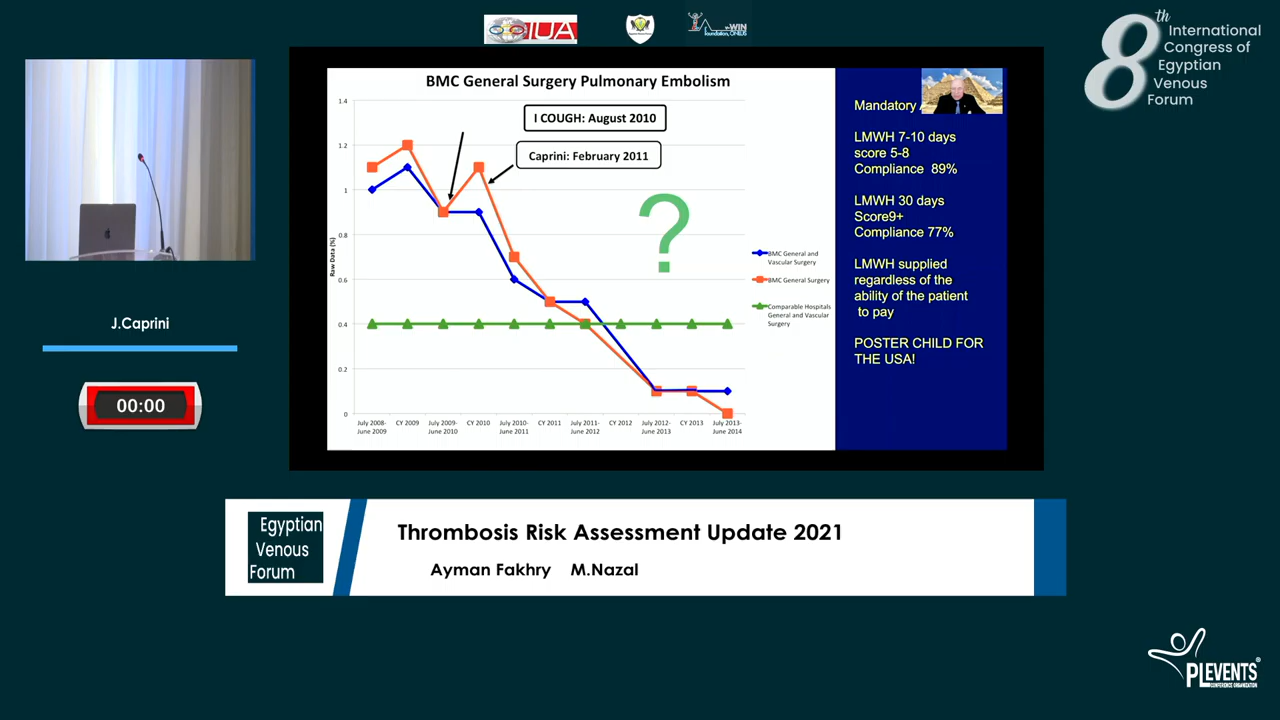 IUA
WIN
foundation, ONLUS
8th
International
Congress of
Egyptian
Venous
Forum
BMC General Surgery Pulmonary Embolism
I COUGH: August 2010
Caprini: February 2011
?
Raw Data (%)
1.4
1.2
1
0.8
0.6
0.4
0.2
0
July 2008-
June 2009
CY 2009
July 2009-
June 2010
CY 2010
July 2010-
June 2011
CY 2011
July 2011-
June 2012
CY 2012
July 2012-
June 2013
CY 2013
July 2013-
June 2014
BMC General and
Vascular Surgery
BMC General Surgery
Comparable Hospitals
General and Vascular
Surgery
Mandatory
LMWH 7-10 days
score 5-8
Compliance 89%
LMWH 30 days
Score9+
Compliance 77%
LMWH supplied
regardless of the
ability of the patient
to pay
POSTER CHILD FOR
THE USA!
J.Caprini
00:00
Egyptian
Venous
Forum
Thrombosis Risk Assessment Update 2021
Ayman Fakhry M.Nazal
PLEVENTS®
CONFERENCE ORGANIZATION